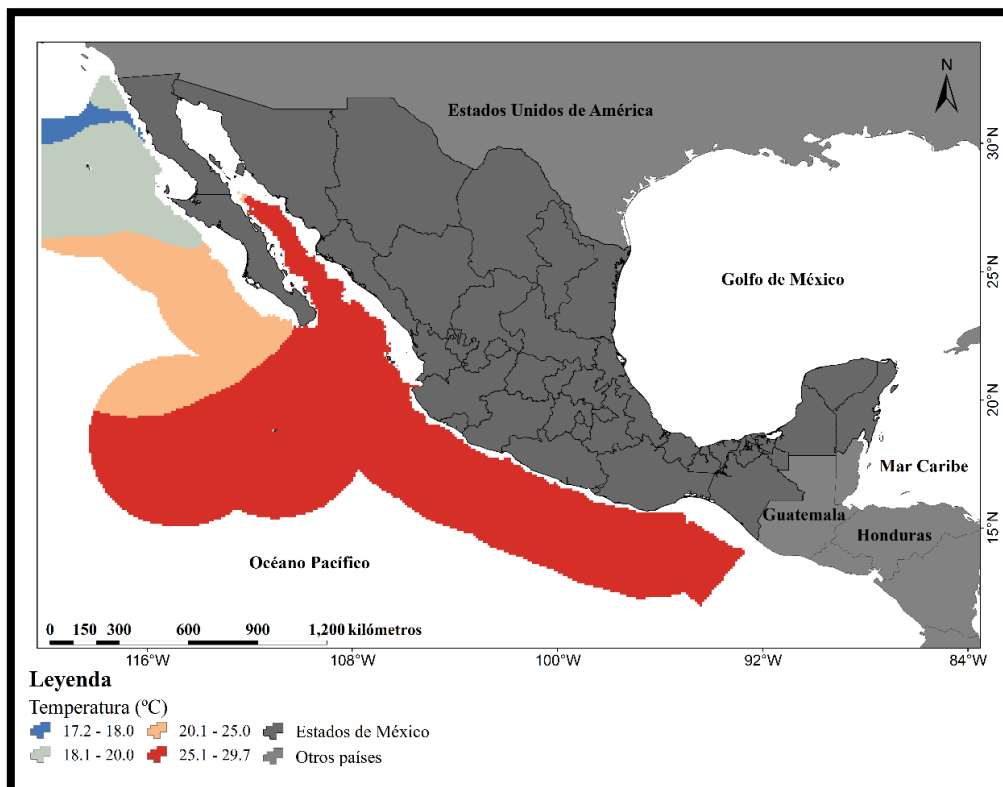 N
Estados Unidos de América
30°N
25°N
Golfo de México
20°N
Mar Caribe
Guatemala
15°N
Honduras
Océano Pacífico
0 150 300 600 900 1,200 kilómetros
116°W 108°W 100°W 92°W 84°W
Leyenda
Temperatura (ºC)
17.2 - 18.0 20.1 - 25.0 Estados de México
18.1 - 20.0 25.1 - 29.7 Otros países